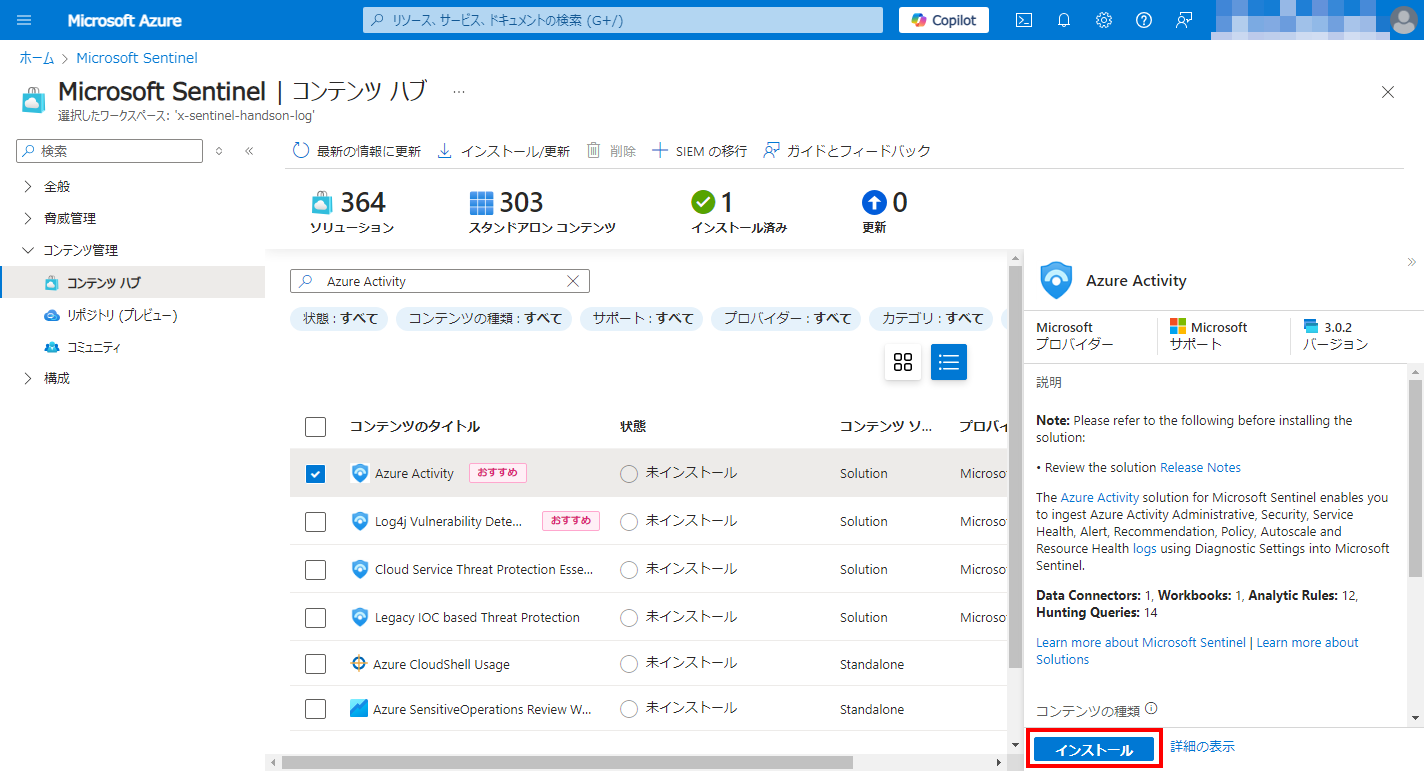 Microsoft Azure
リソース、サービス、ドキュメントの検索 (G+/)
Copilot
ホーム > Microsoft Sentinel
Microsoft Sentinel | コンテンツ ハブ ...
選択したワークスペース: 'x-sentinel-handson-log'
検索
全般
脅威管理
コンテンツ管理
コンテンツ ハブ
リポジトリ (プレビュー)
コミュニティ
構成
最新の情報に更新 インストール/更新 削除 SIEM の移行 ガイドとフィードバック
364 303 1 0
ソリューション スタンドアロン コンテンツ インストール済み 更新
Azure Activity
状態 : すべて コンテンツの種類 : すべて サポート : すべて プロバイダー : すべて カテゴリ : すべて
コンテンツのタイトル 状態 コンテンツ ソ... プロバイ
Azure Activity おすすめ 未インストール Solution Microso
Log4j Vulnerability Dete... おすすめ 未インストール Solution Microso
Cloud Service Threat Protection Esse... 未インストール Solution Microso
Legacy IOC based Threat Protection 未インストール Solution Microso
Azure CloudShell Usage 未インストール Standalone
Azure SensitiveOperations Review W... 未インストール Standalone
Azure Activity
Microsoft Microsoft 3.0.2
プロバイダー サポート バージョン
説明
Note: Please refer to the following before installing the
solution:
• Review the solution Release Notes
The Azure Activity solution for Microsoft Sentinel enables you
to ingest Azure Activity Administrative, Security, Service
Health, Alert, Recommendation, Policy, Autoscale and
Resource Health logs using Diagnostic Settings into Microsoft
Sentinel.
Data Connectors: 1, Workbooks: 1, Analytic Rules: 12,
Hunting Queries: 14
Learn more about Microsoft Sentinel | Learn more about
Solutions
コンテンツの種類
インストール 詳細の表示